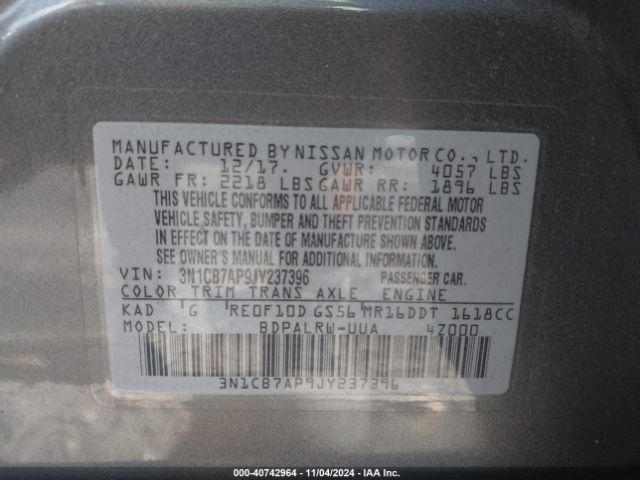 MANUFACTURED BY NISSAN MOTOR CO., LTD.
DATE: 12/17. GVWR: 4057 LBS
GAWR FR: 2218 LBS GAWR RR: 1896 LBS
THIS VEHICLE CONFORMS TO ALL APPLICABLE FEDERAL MOTOR
VEHICLE SAFETY, BUMPER AND THEFT PREVENTION STANDARDS
IN EFFECT ON THE DATE OF MANUFACTURE SHOWN ABOVE.
SEE OWNER'S MANUAL FOR ADDITIONAL INFORMATION.
VIN: 3N1CB7AP9JY237396 PASSENGER CAR.
COLOR TRIM TRANS AXLE ENGINE
KAD G RE0F10D GS56 MR16DDT 1618CC
MODEL: BDPALRW-UUA 4Z000
3N1CB7AP9JY237396
000-40742964 - 11/04/2024 - IAA Inc.